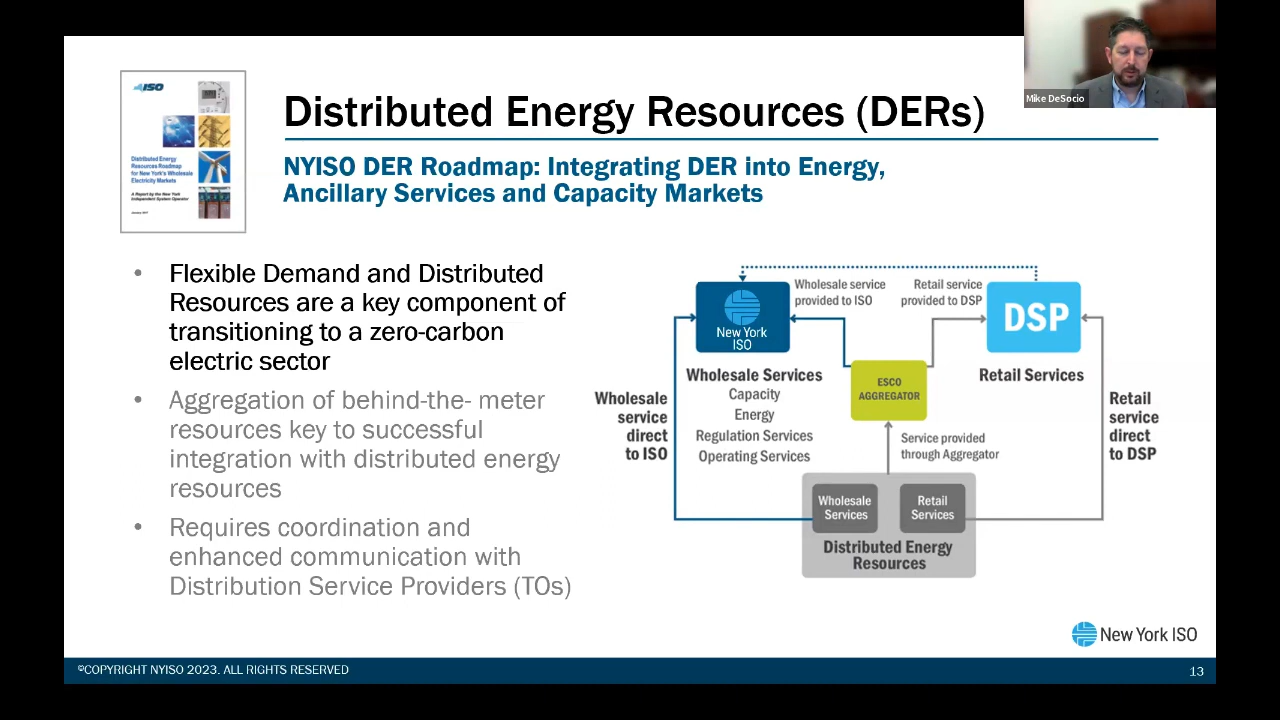 Mike DeSocio
ISO
Distributed Energy
Resources Roadmap
for New York's Wholesale
Electricity Markets
A Report by the New York
Independent System Operator
January 2017
Distributed Energy Resources (DERs)
NYISO DER Roadmap: Integrating DER into Energy,
Ancillary Services and Capacity Markets
• Flexible Demand and Distributed
Resources are a key component of
transitioning to a zero-carbon
electric sector
• Aggregation of behind-the- meter
resources key to successful
integration with distributed energy
resources
• Requires coordination and
enhanced communication with
Distribution Service Providers (TOs)
New York
ISO
Wholesale service
provided to ISO
Retail service
provided to DSP
DSP
Wholesale Services
Capacity
Energy
Regulation Services
Operating Services
ESCO
AGGREGATOR
Retail Services
Wholesale
service
direct
to ISO
Service provided
through Aggregator
Retail
service
direct
to DSP
Wholesale
Services
Retail
Services
Distributed Energy
Resources
New York ISO
©COPYRIGHT NYISO 2023. ALL RIGHTS RESERVED
13